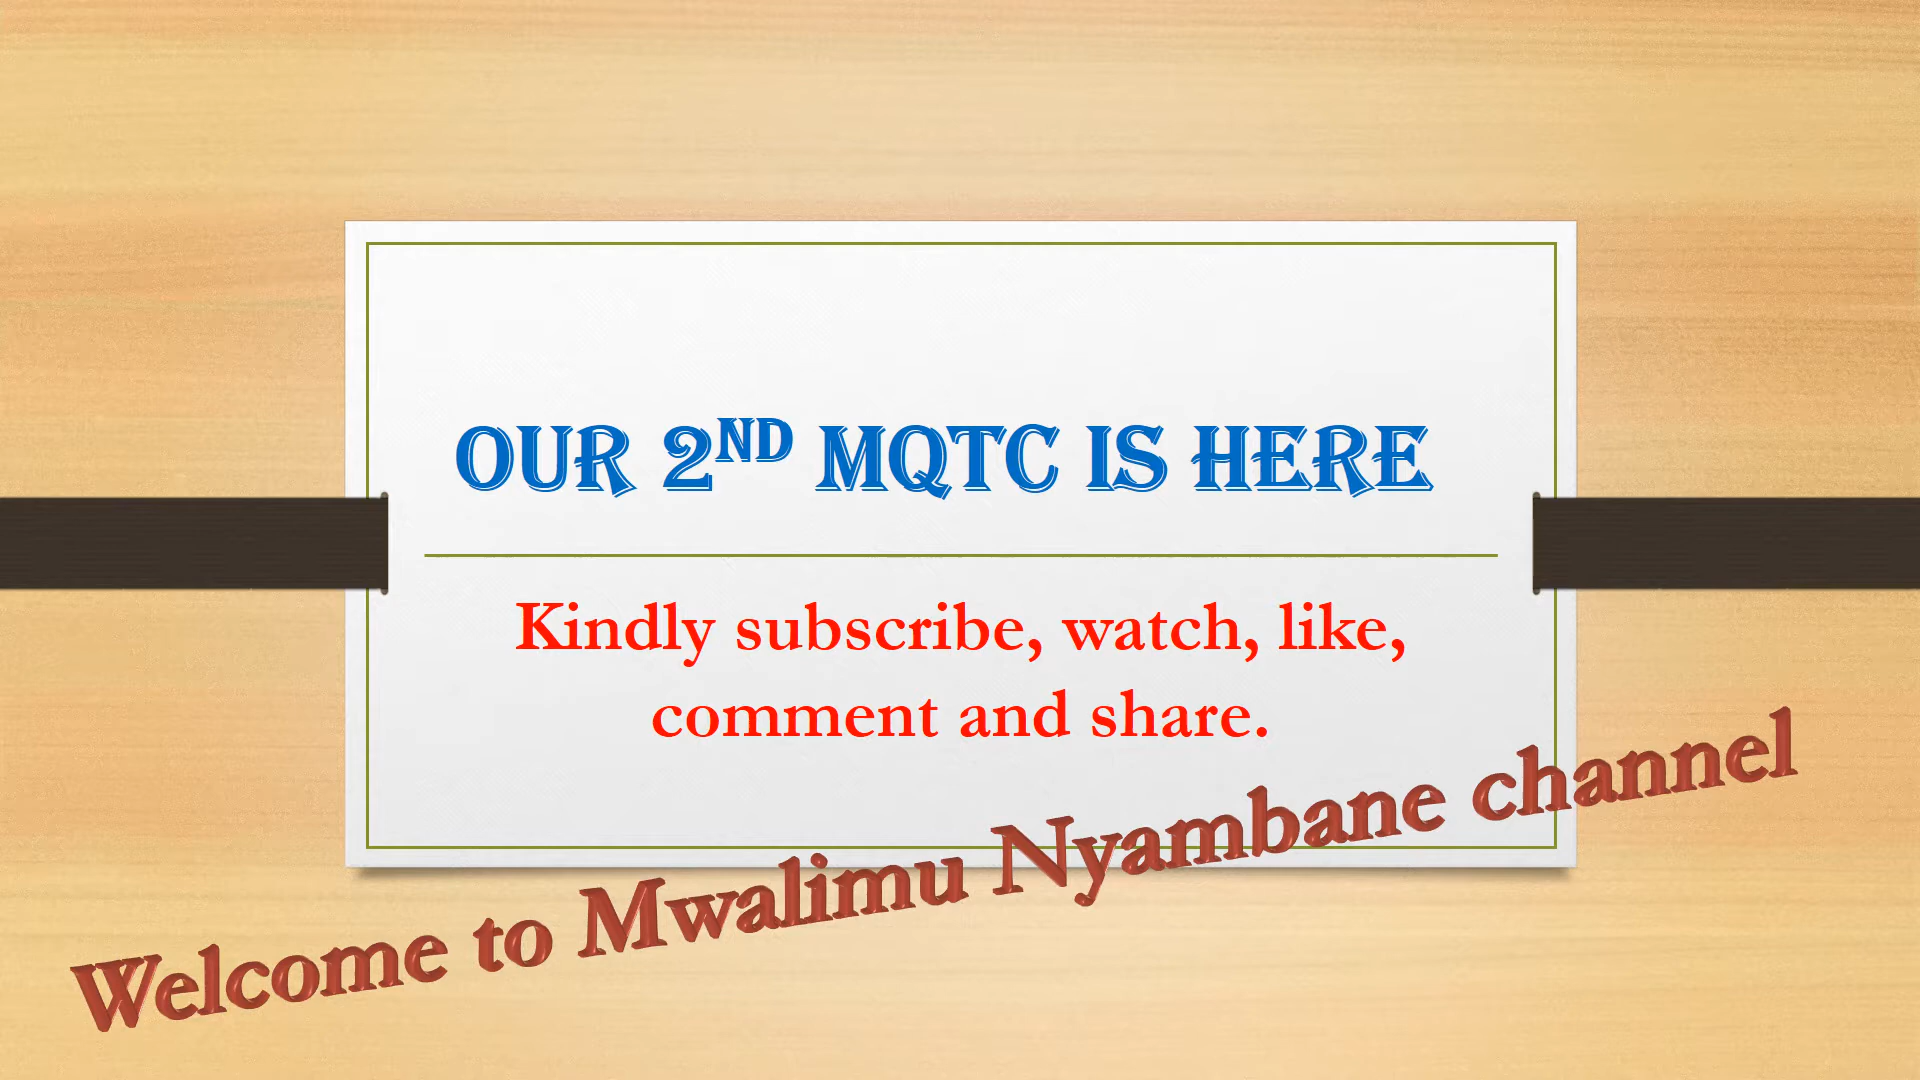 OUR 2ND MQTC IS HERE
Kindly subscribe, watch, like,
comment and share.
Welcome to Mwalimu Nyambane channel